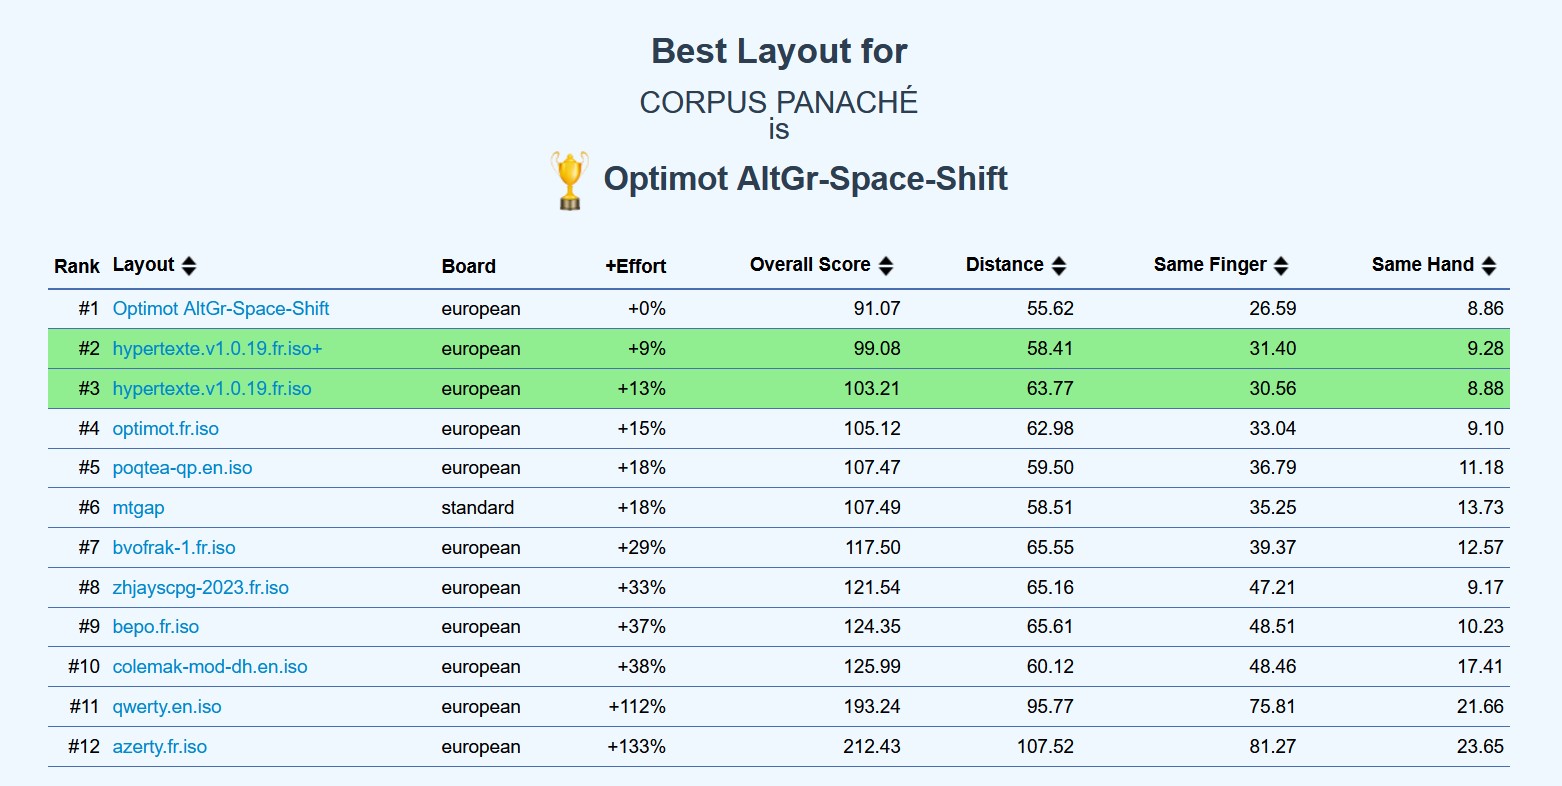 Best Layout for
CORPUS PANACHÉ
is
Optimot AltGr-Space-Shift
Rank Layout Board +Effort Overall Score Distance Same Finger Same Hand
#1 Optimot AltGr-Space-Shift european +0% 91.07 55.62 26.59 8.86
#2 hypertexte.v1.0.19.fr.iso+ european +9% 99.08 58.41 31.40 9.28
#3 hypertexte.v1.0.19.fr.iso european +13% 103.21 63.77 30.56 8.88
#4 optimot.fr.iso european +15% 105.12 62.98 33.04 9.10
#5 poqtea-qp.en.iso european +18% 107.47 59.50 36.79 11.18
#6 mtgap standard +18% 107.49 58.51 35.25 13.73
#7 bvofrak-1.fr.iso european +29% 117.50 65.55 39.37 12.57
#8 zhjayscpg-2023.fr.iso european +33% 121.54 65.16 47.21 9.17
#9 bepo.fr.iso european +37% 124.35 65.61 48.51 10.23
#10 colemak-mod-dh.en.iso european +38% 125.99 60.12 48.46 17.41
#11 qwerty.en.iso european +112% 193.24 95.77 75.81 21.66
#12 azerty.fr.iso european +133% 212.43 107.52 81.27 23.65